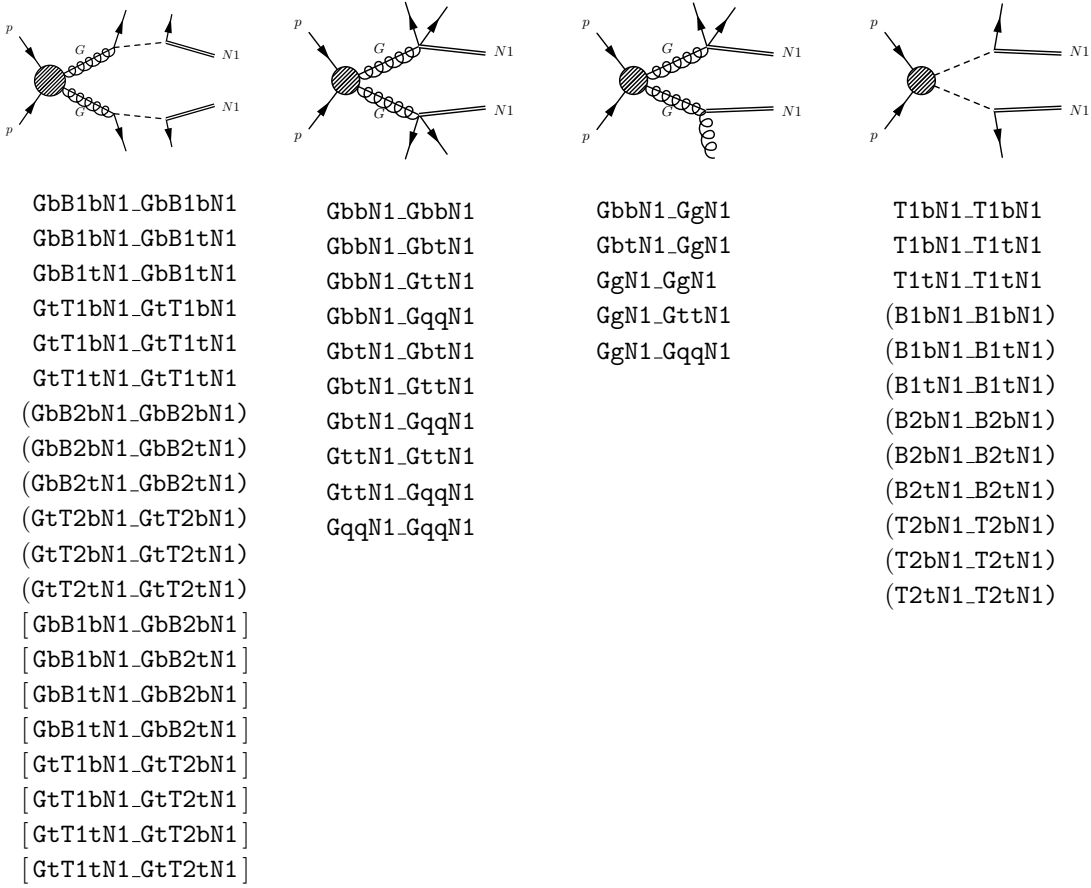 p
p
G
G
N1
N1
GbB1bN1_GbB1bN1
GbB1bN1_GbB1tN1
GbB1tN1_GbB1tN1
GtT1bN1_GtT1bN1
GtT1bN1_GtT1tN1
GtT1tN1_GtT1tN1
(GbB2bN1_GbB2bN1)
(GbB2bN1_GbB2tN1)
(GbB2tN1_GbB2tN1)
(GtT2bN1_GtT2bN1)
(GtT2bN1_GtT2tN1)
(GtT2tN1_GtT2tN1)
[GbB1bN1_GbB2bN1]
[GbB1bN1_GbB2tN1]
[GbB1tN1_GbB2bN1]
[GbB1tN1_GbB2tN1]
[GtT1bN1_GtT2bN1]
[GtT1bN1_GtT2tN1]
[GtT1tN1_GtT2bN1]
[GtT1tN1_GtT2tN1]
p
p
G
G
N1
N1
GbbN1_GbbN1
GbbN1_GbtN1
GbbN1_GttN1
GbbN1_GqqN1
GbtN1_GbtN1
GbtN1_GttN1
GbtN1_GqqN1
GttN1_GttN1
GttN1_GqqN1
GqqN1_GqqN1
p
p
G
G
N1
N1
GbbN1_GgN1
GbtN1_GgN1
GgN1_GgN1
GgN1_GttN1
GgN1_GqqN1
p
p
N1
N1
T1bN1_T1bN1
T1bN1_T1tN1
T1tN1_T1tN1
(B1bN1_B1bN1)
(B1bN1_B1tN1)
(B1tN1_B1tN1)
(B2bN1_B2bN1)
(B2bN1_B2tN1)
(B2tN1_B2tN1)
(T2bN1_T2bN1)
(T2bN1_T2tN1)
(T2tN1_T2tN1)